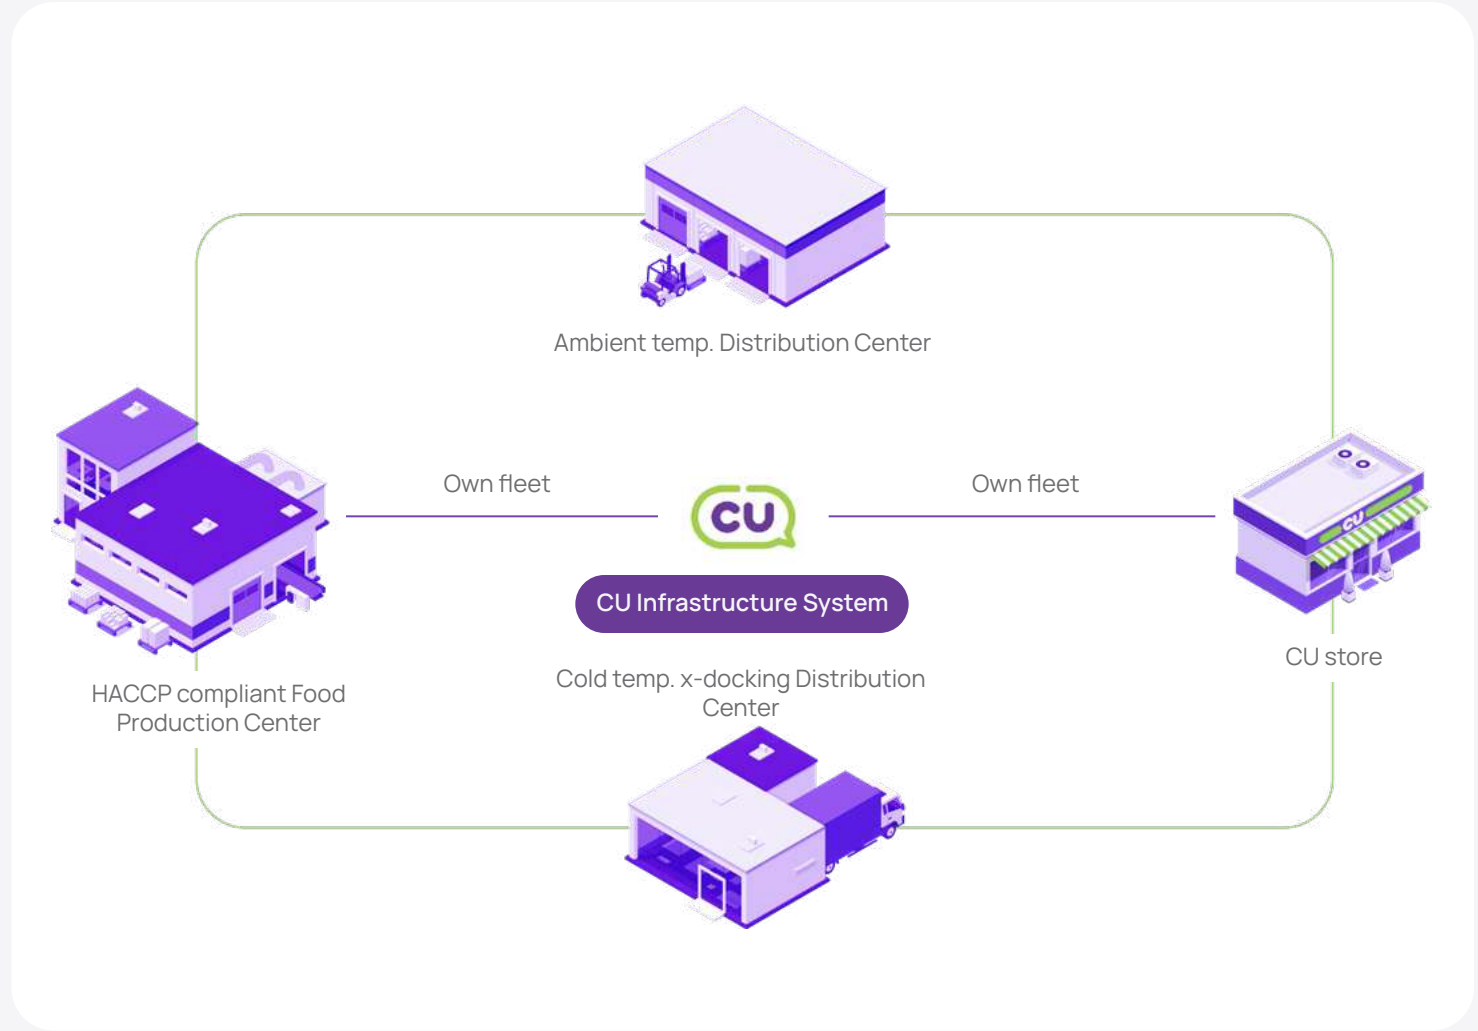 Ambient temp. Distribution Center
Own fleet
CU
Own fleet
CU
CU Infrastructure System
CU store
HACCP compliant Food
Production Center
Cold temp. x-docking Distribution
Center